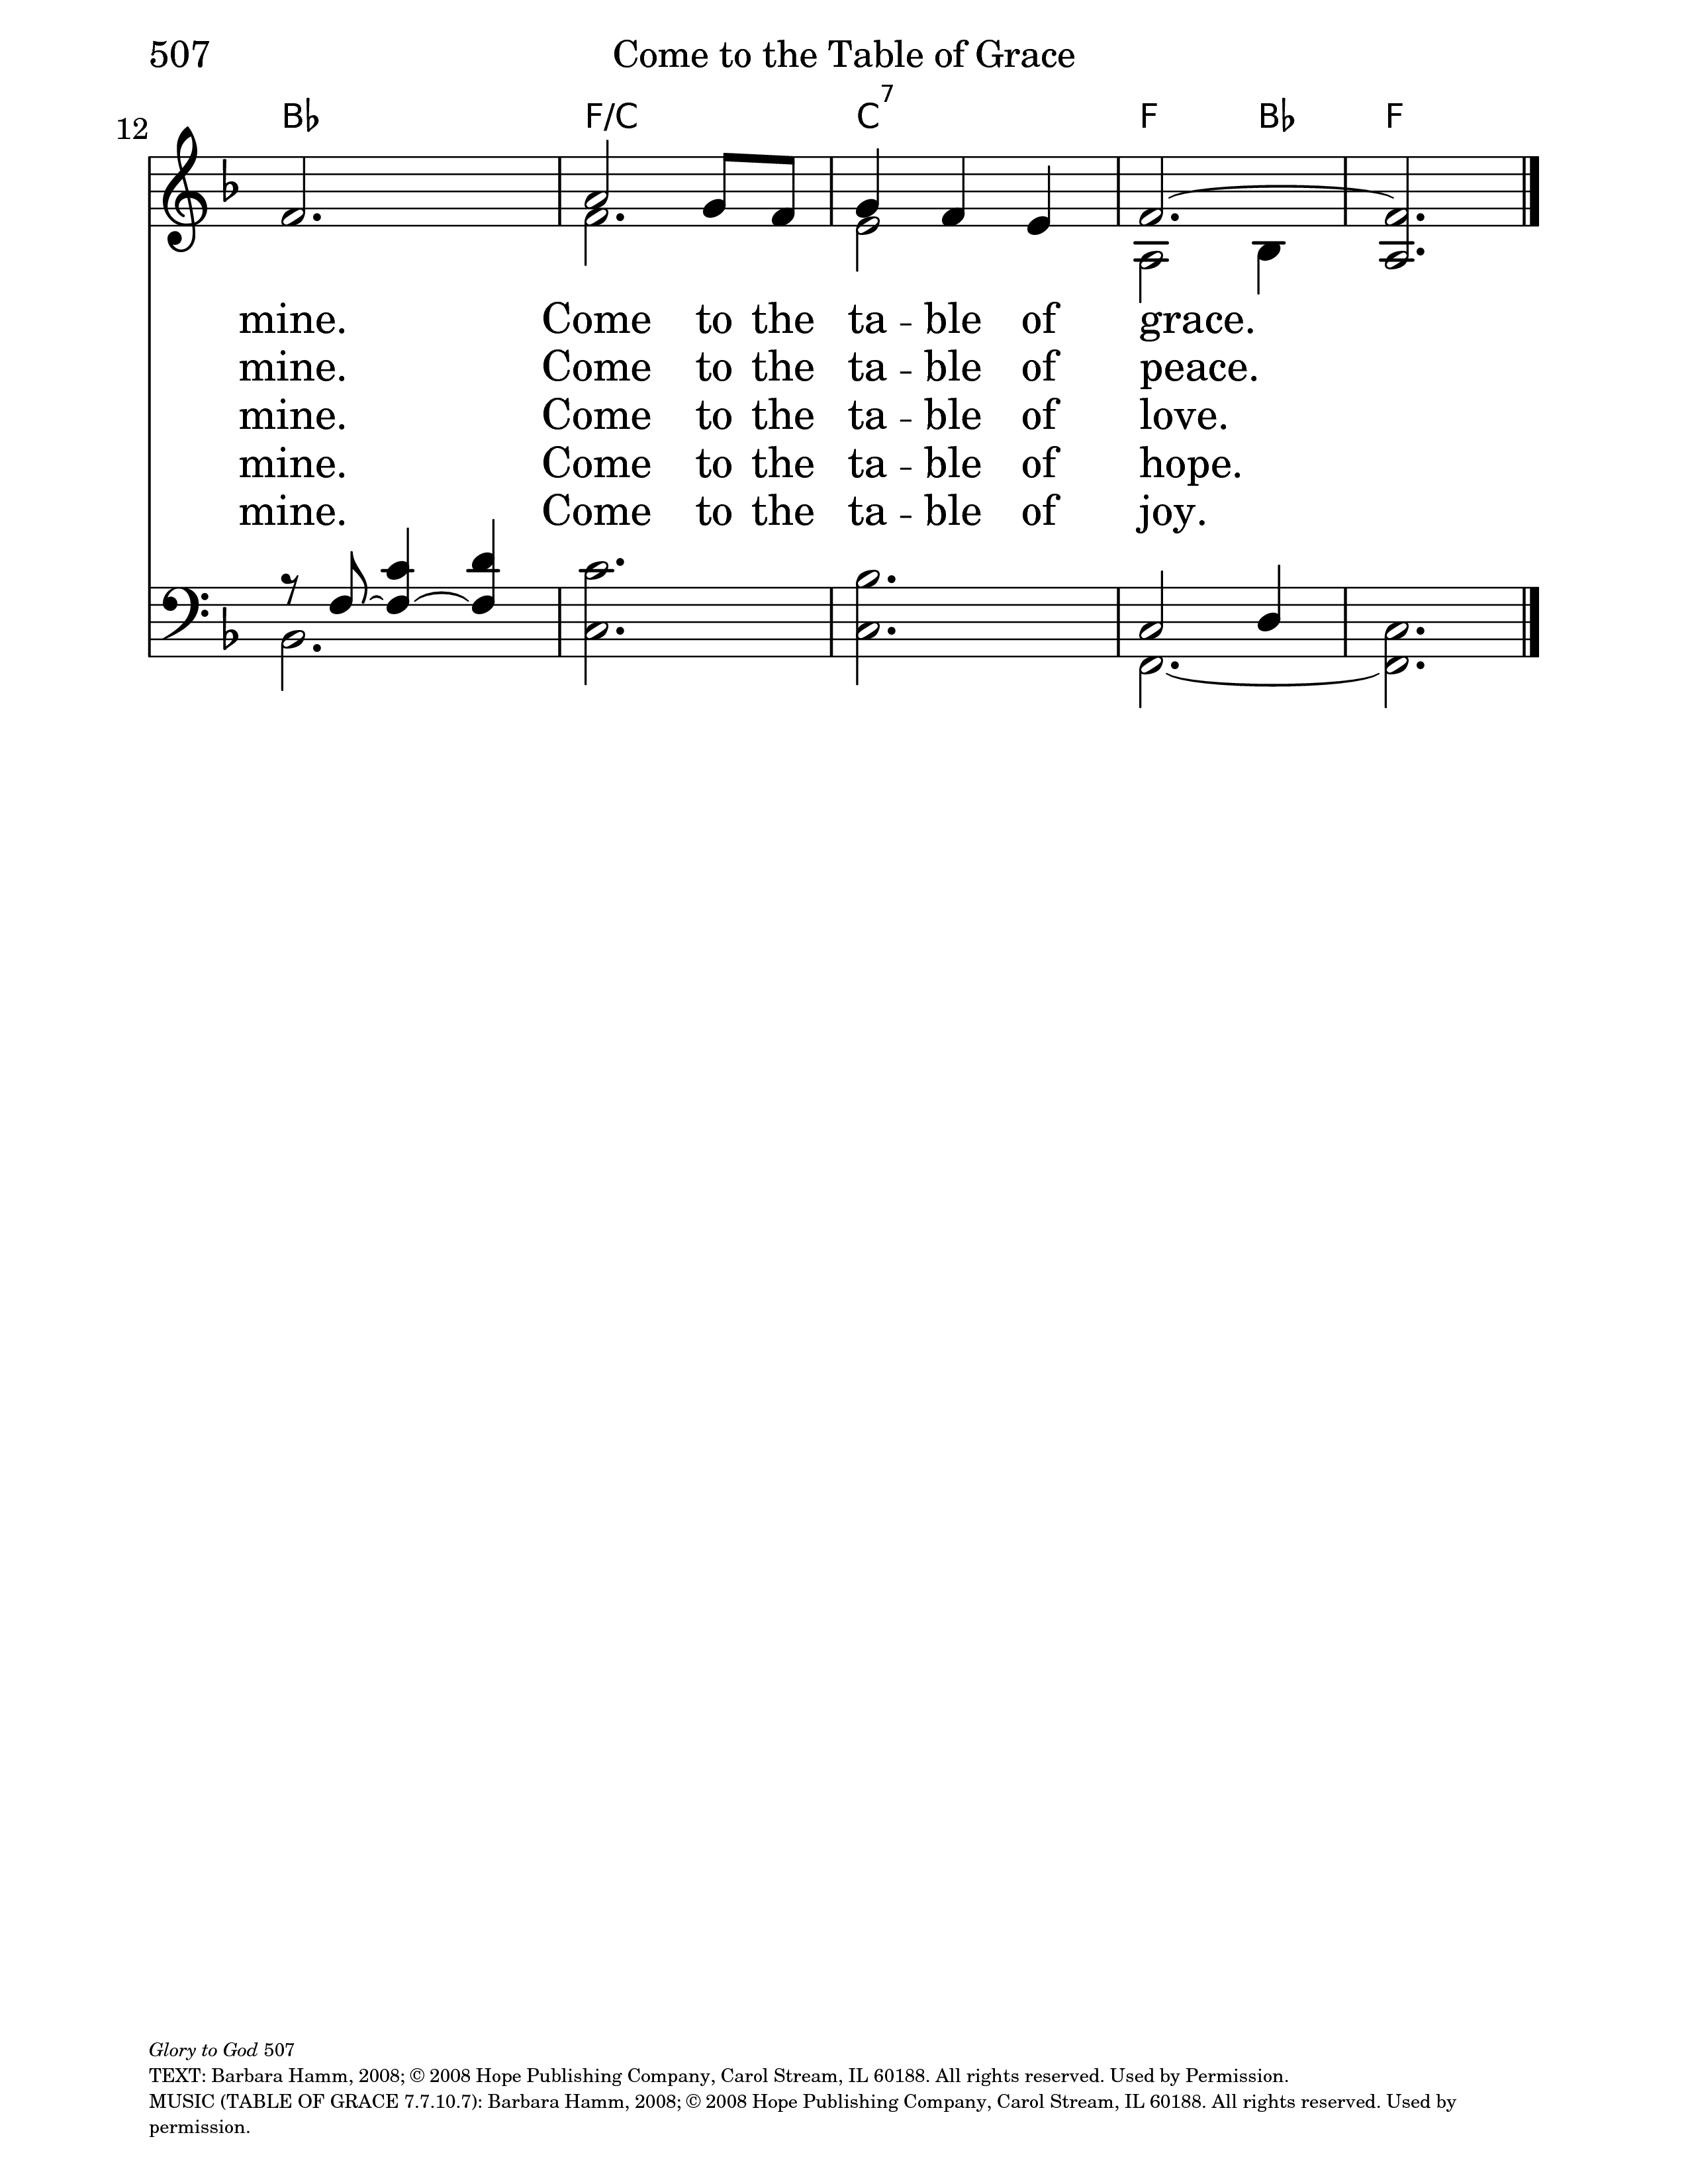 507 Come to the Table of Grace
B♭ F/C C7 F B♭ F
12
mine. Come to the ta - ble of grace.
mine. Come to the ta - ble of peace.
mine. Come to the ta - ble of love.
mine. Come to the ta - ble of hope.
mine. Come to the ta - ble of joy.
Glory to God 507
TEXT: Barbara Hamm, 2008; © 2008 Hope Publishing Company, Carol Stream, IL 60188. All rights reserved. Used by Permission.
MUSIC (TABLE OF GRACE 7.7.10.7): Barbara Hamm, 2008; © 2008 Hope Publishing Company, Carol Stream, IL 60188. All rights reserved. Used by
permission.